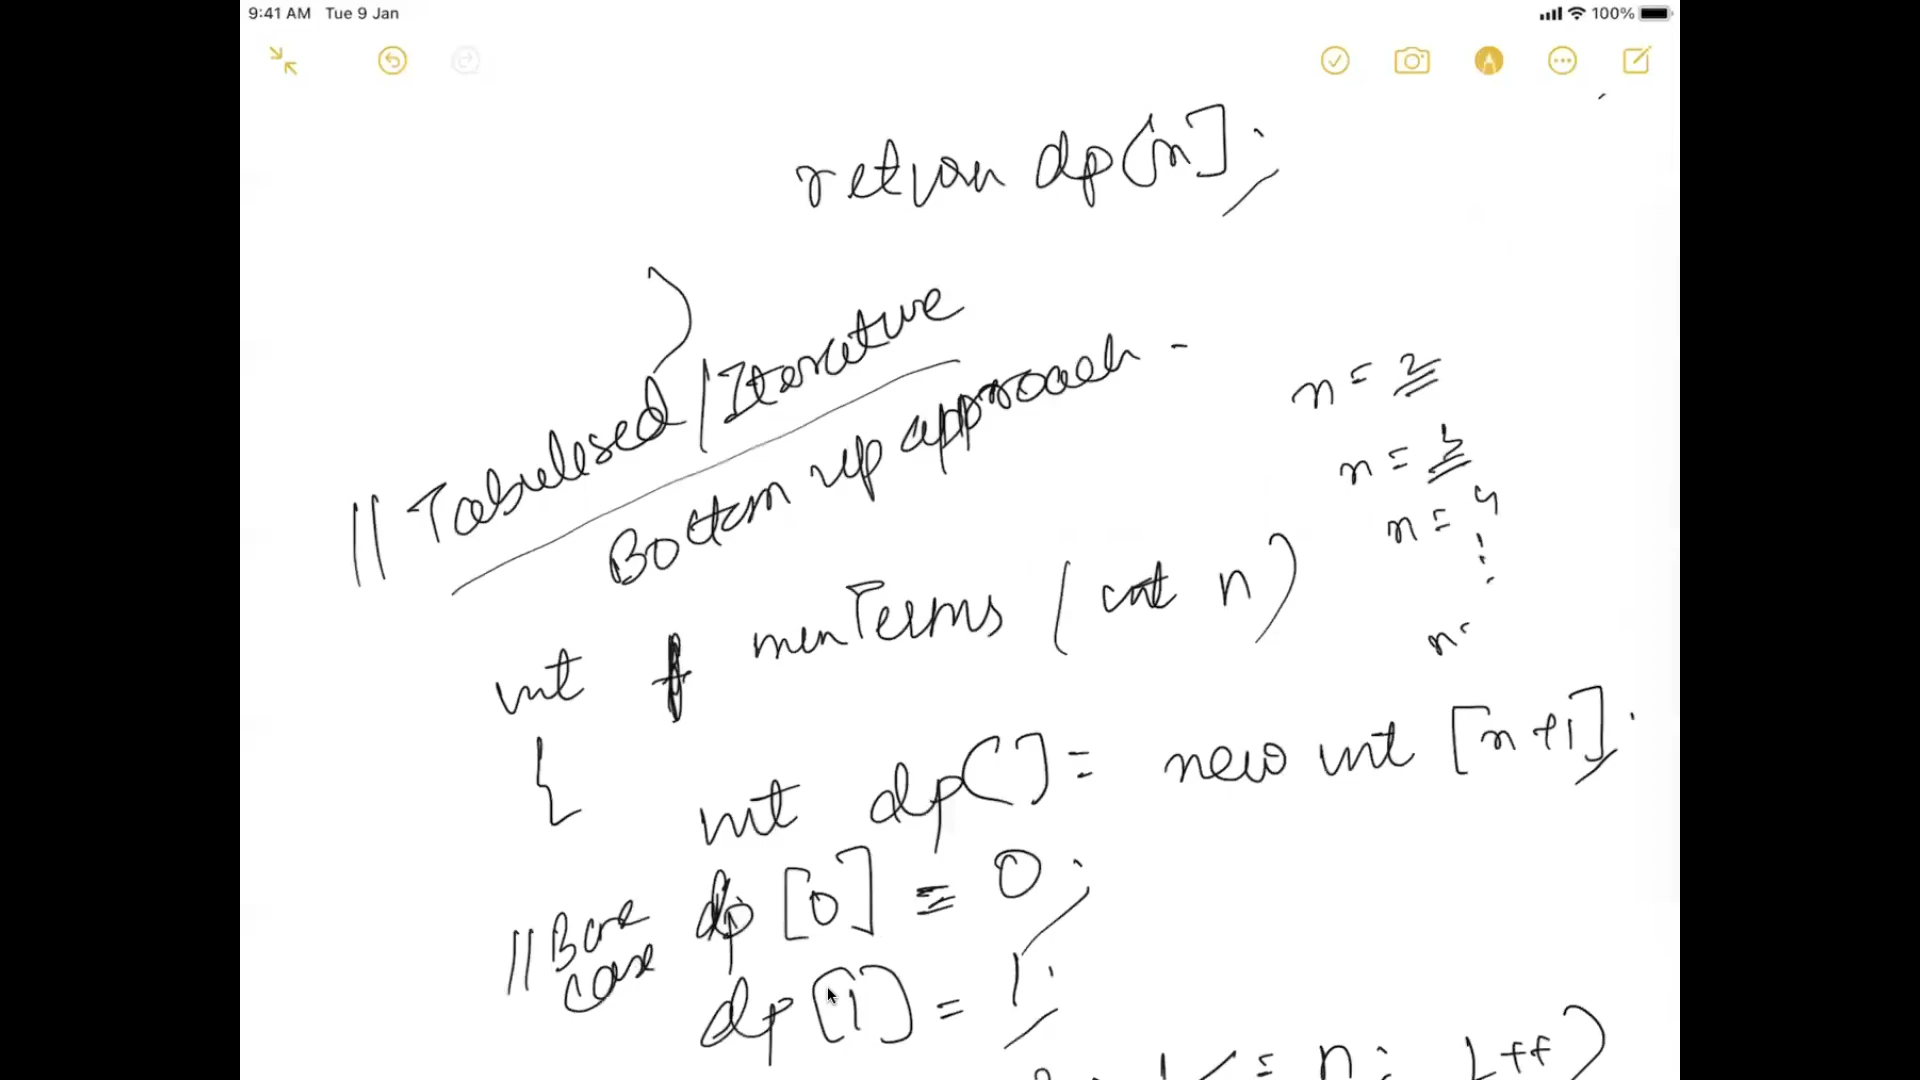 9:41 AM Tue 9 Jan 100%
return dp[n];
}
// Tabulised / Iterative
Bottom up approach -
n = 2
n = 3
n = 4
n =
int minTerms (int n)
{
int dp[] = new int [n+1];
// Base case dp[0] = 0;
dp[1] = 1;
<= n; i++)